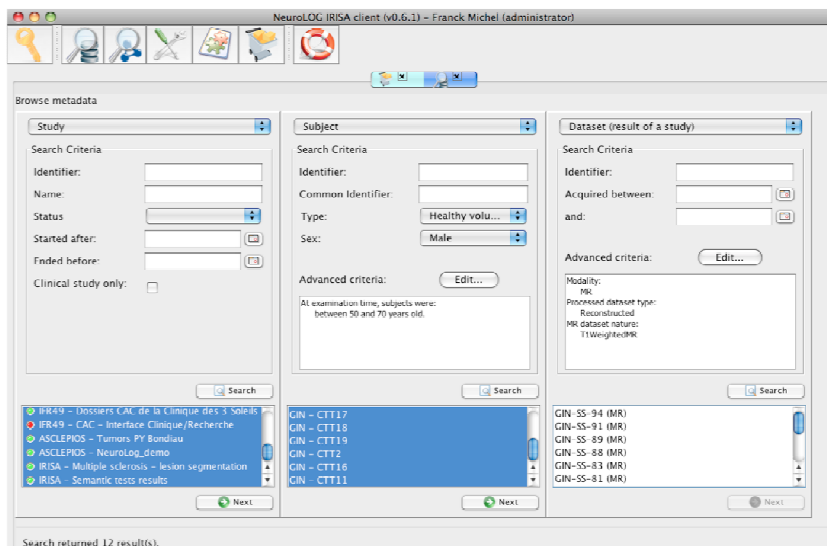 NeuroLOG IRISA client (v0.6.1) – Franck Michel (administrator)
Browse metadata
Study
Search Criteria
Identifier:
Name:
Status
Started after:
Ended before:
Clinical study only:
Search
IFR49 – Dossiers CAC de la Clinique des 3 Soleils
IFR49 – CAC – Interface Clinique/Recherche
ASCLEPIOS – Tumors PY Bondiau
ASCLEPIOS – NeuroLog_demo
IRISA – Multiple sclerosis – lesion segmentation
IRISA – Semantic tests results
Next
Subject
Search Criteria
Identifier:
Common Identifier:
Type: Healthy volu...
Sex: Male
Advanced criteria: Edit...
At examination time, subjects were:
between 50 and 70 years old.
Search
GIN – CTT17
GIN – CTT18
GIN – CTT19
GIN – CTT2
GIN – CTT16
GIN – CTT11
Next
Dataset (result of a study)
Search Criteria
Identifier:
Acquired between:
and:
Advanced criteria: Edit...
Modality:
MR
Processed dataset type:
Reconstructed
MR dataset nature:
T1WeightedMR
Search
GIN-SS-94 (MR)
GIN-SS-91 (MR)
GIN-SS-89 (MR)
GIN-SS-88 (MR)
GIN-SS-83 (MR)
GIN-SS-81 (MR)
Next
Search returned 12 result(s).